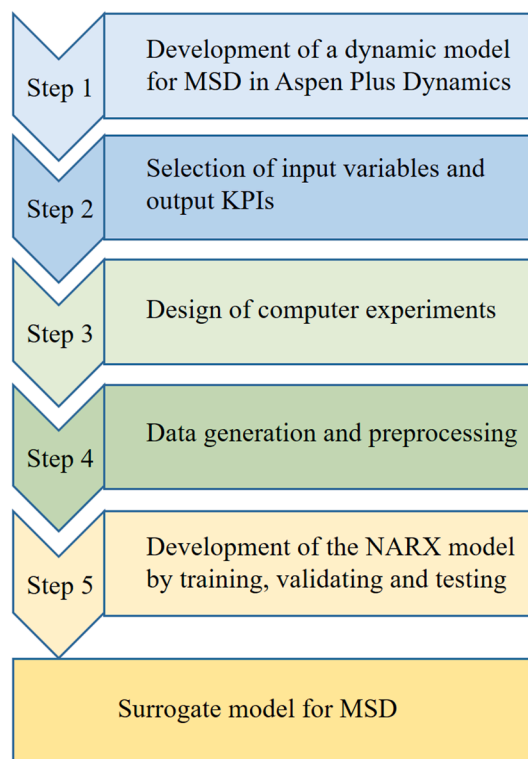 Step 1
Development of a dynamic model
for MSD in Aspen Plus Dynamics
Step 2
Selection of input variables and
output KPIs
Step 3
Design of computer experiments
Step 4
Data generation and preprocessing
Step 5
Development of the NARX model
by training, validating and testing
Surrogate model for MSD